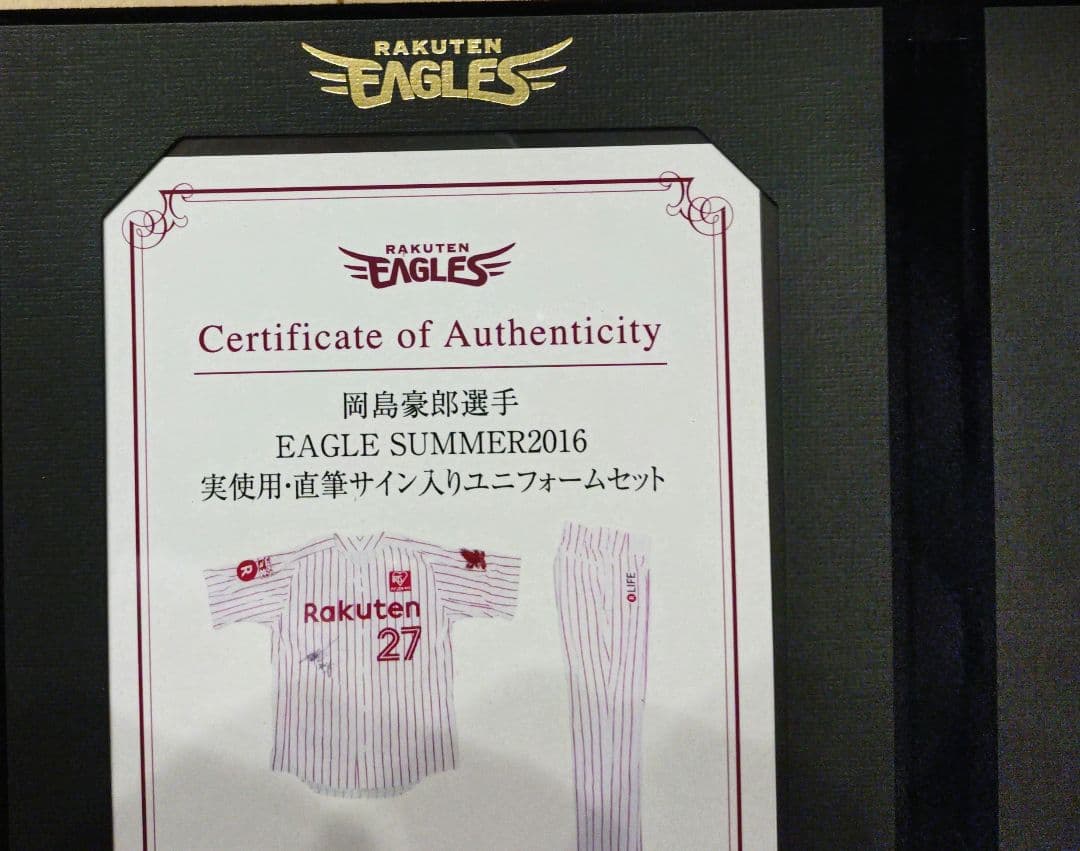 RAKUTEN
EAGLES
RAKUTEN
EAGLES
Certificate of Authenticity
岡島豪郎選手
EAGLE SUMMER2016
実使用・直筆サイン入りユニフォームセット
R
Rakuten
27
LIFE